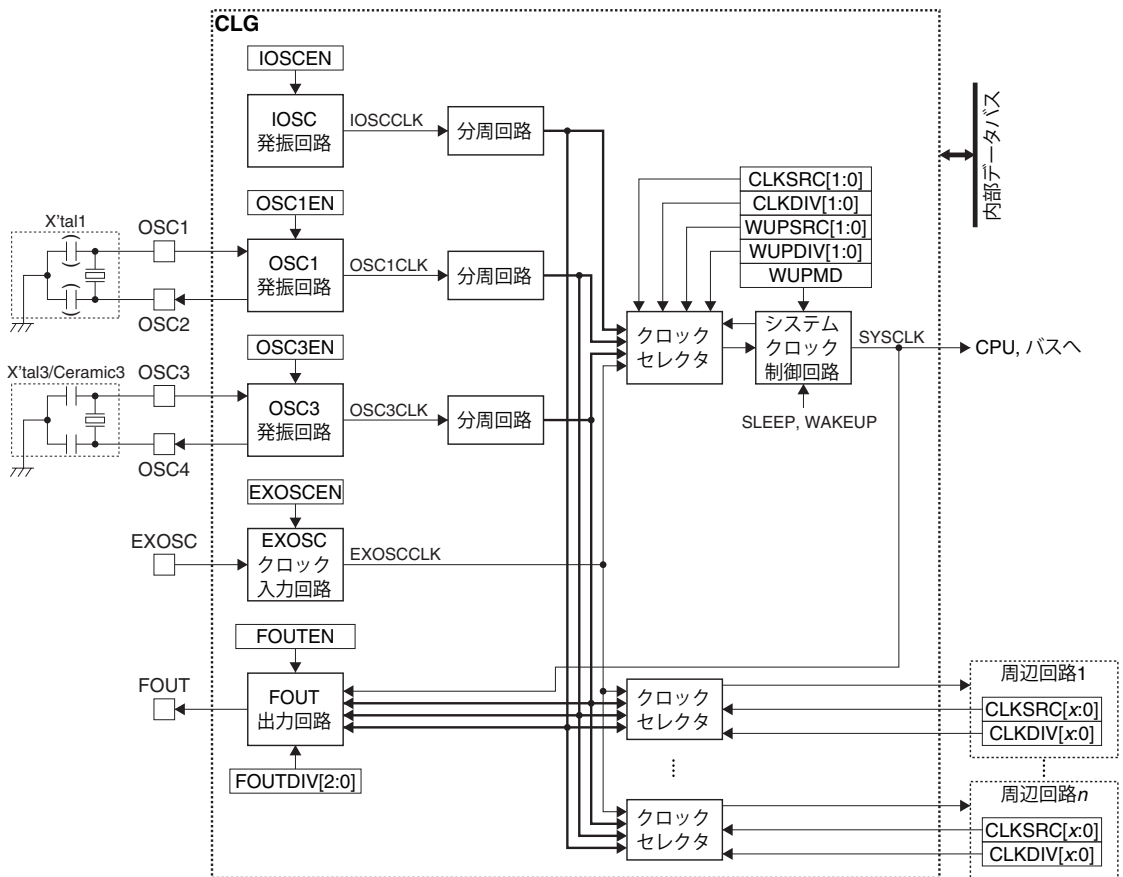 CLG
IOSCEN
IOSC
発振回路
IOSCCLK
分周回路
内部データバス
X'tal1
OSC1
OSC2
OSC1EN
OSC1
発振回路
OSC1CLK
分周回路
CLKSRC[1:0]
CLKDIV[1:0]
WUPSRC[1:0]
WUPDIV[1:0]
WUPMD
クロック
セレクタ
システム
クロック
制御回路
SYSCLK
CPU, バスへ
SLEEP, WAKEUP
X'tal3/Ceramic3
OSC3
OSC4
OSC3EN
OSC3
発振回路
OSC3CLK
分周回路
EXOSC
EXOSCEN
EXOSC
クロック
入力回路
EXOSCCLK
FOUT
FOUTEN
FOUT
出力回路
FOUTDIV[2:0]
クロック
セレクタ
周辺回路1
CLKSRC[x:0]
CLKDIV[x:0]
クロック
セレクタ
周辺回路n
CLKSRC[x:0]
CLKDIV[x:0]